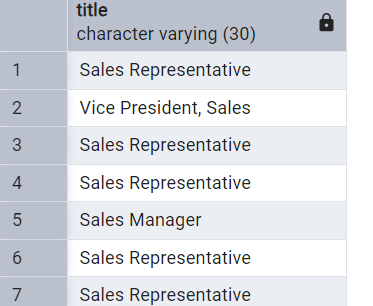 title
character varying (30)
1 Sales Representative
2 Vice President, Sales
3 Sales Representative
4 Sales Representative
5 Sales Manager
6 Sales Representative
7 Sales Representative